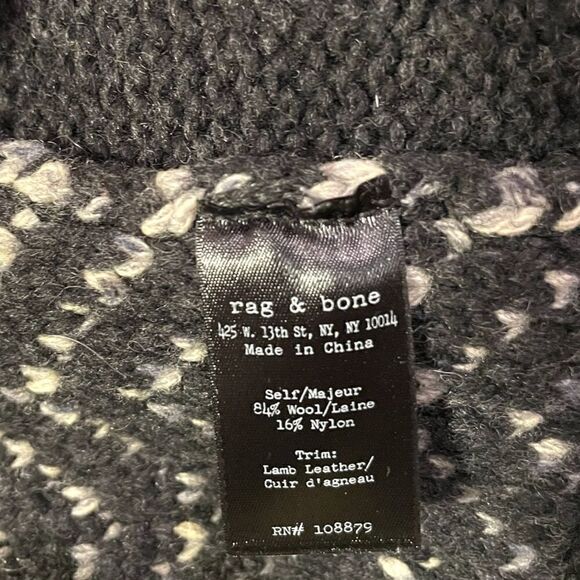 rag & bone
425 W. 13th St, NY, NY 10014
Made in China
Self/Majeur
84% Wool/Laine
16% Nylon
Trim:
Lamb Leather/
Cuir d'agneau
RN# 108879